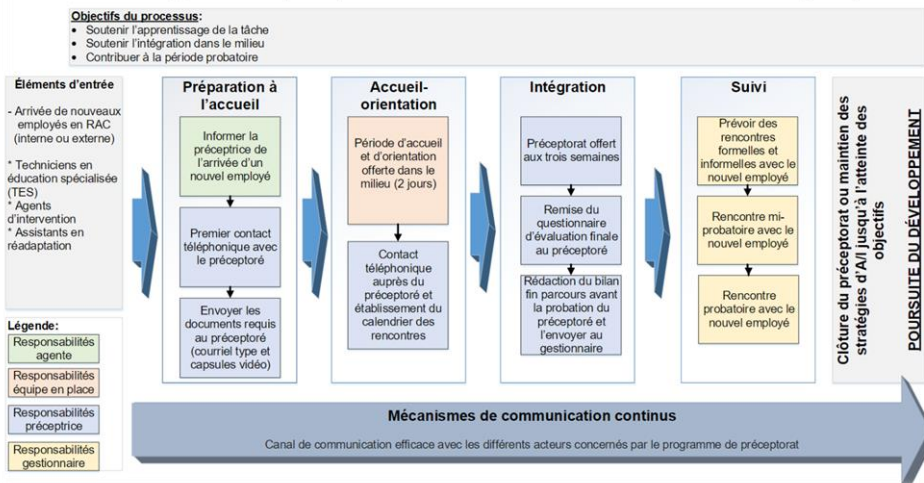 Objectifs du processus:
• Soutenir l'apprentissage de la tâche
• Soutenir l'intégration dans le milieu
• Contribuer à la période probatoire
Éléments d'entrée
- Arrivée de nouveaux
employés en RAC
(interne ou externe)
* Techniciens en
éducation spécialisée
(TES)
* Agents
d'intervention
* Assistants en
réadaptation
Légende:
Responsabilités
agente
Responsabilités
équipe en place
Responsabilités
préceptrice
Responsabilités
gestionnaire
Préparation à
l'accueil
Informer la
préceptrice de
l'arrivée d'un
nouvel employé
Premier contact
téléphonique avec
le préceptoré
Envoyer les
documents requis
au préceptoré
(courriel type et
capsules vidéo)
Accueil-
orientation
Période d'accueil
et d'orientation
offerte dans le
milieu (2 jours)
Contact
téléphonique
auprès du
préceptoré et
établissement du
calendrier des
rencontres
Intégration
Préceptorat offert
aux trois semaines
Remise du
questionnaire
d'évaluation finale
au préceptoré
Rédaction du bilan
fin parcours avant
la probation du
préceptoré et
l'envoyer au
gestionnaire
Suivi
Prévoir des
rencontres
formelles et
informelles avec le
nouvel employé
Rencontre mi-
probatoire avec le
nouvel employé
Rencontre
probatoire avec le
nouvel employé
Clôture du préceptorat ou maintien des
stratégies d'A/I jusqu'à l'atteinte des
objectifs
POURSUITE DU DÉVELOPPEMENT
Mécanismes de communication continus
Canal de communication efficace avec les différents acteurs concernés par le programme de préceptorat